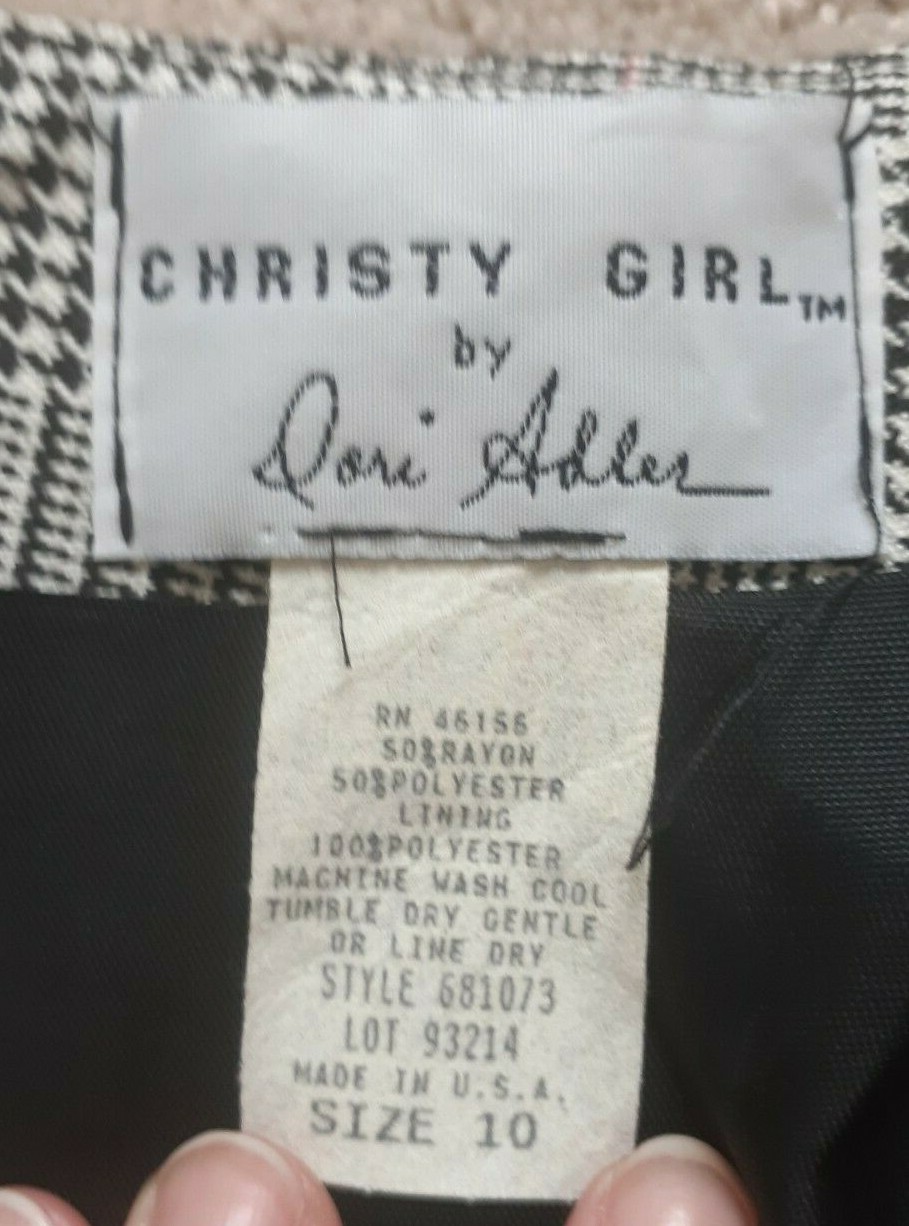 CHRISTY GIRL™
by
Dori Adler
RN 46156
50%RAYON
50%POLYESTER
LINING
100%POLYESTER
MACHINE WASH COOL
TUMBLE DRY GENTLE
OR LINE DRY
STYLE 681073
LOT 93214
MADE IN U.S.A.
SIZE 10